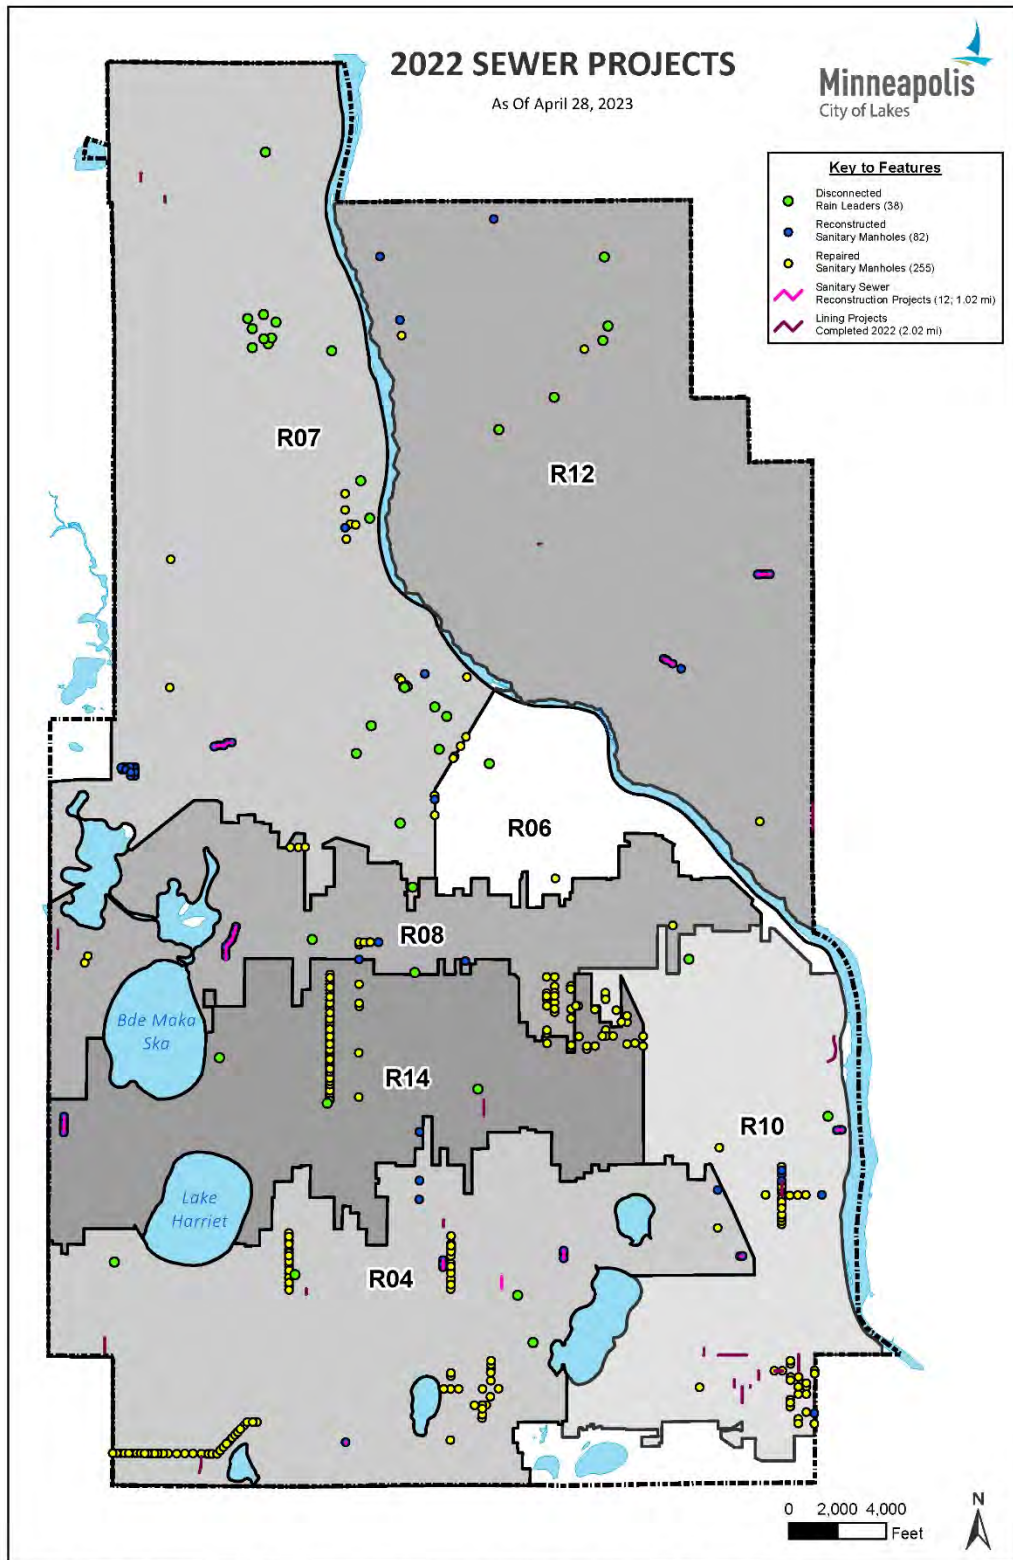 2022 SEWER PROJECTS
As Of April 28, 2023
Minneapolis
City of Lakes
Key to Features
Disconnected
Rain Leaders (38)
Reconstructed
Sanitary Manholes (82)
Repaired
Sanitary Manholes (255)
Sanitary Sewer
Reconstruction Projects (12; 1.02 mi)
Lining Projects
Completed 2022 (2.02 mi)
R07
R12
R06
R08
Bde Maka
Ska
R14
R10
Lake
Harriet
R04
0 2,000 4,000
Feet
N